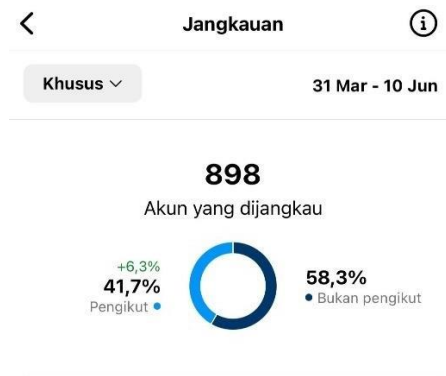 Jangkauan
Khusus
31 Mar - 10 Jun
898
Akun yang dijangkau
+6,3%
41,7%
Pengikut
58,3%
Bukan pengikut